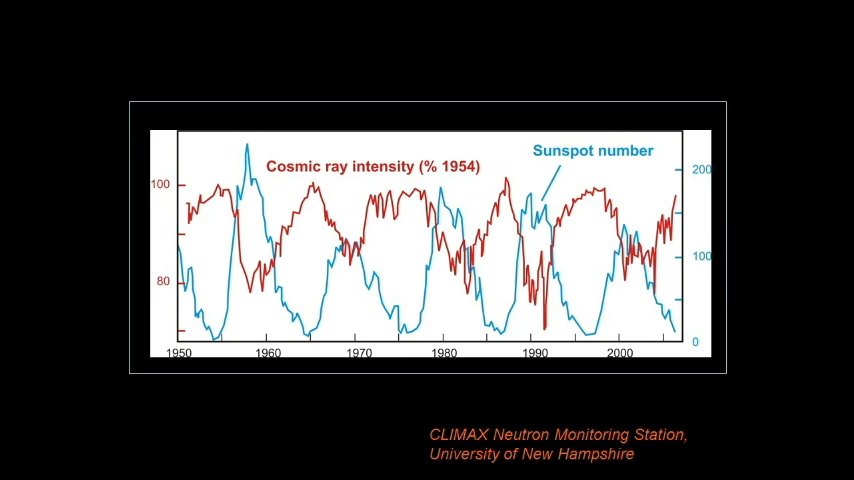 Sunspot number
Cosmic ray intensity (% 1954)
100
80
200
100
0
1950 1960 1970 1980 1990 2000
CLIMAX Neutron Monitoring Station,
University of New Hampshire